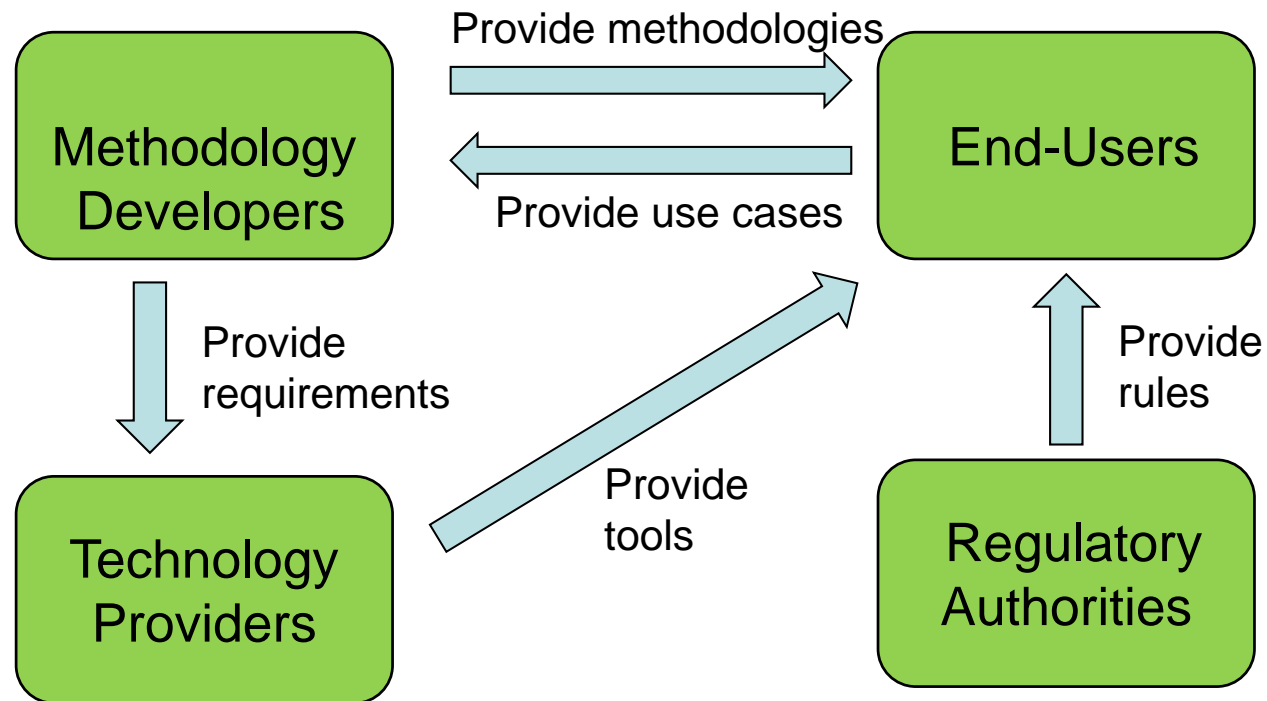 Provide methodologies
Methodology
Developers
End-Users
Provide use cases
Provide
requirements
Provide
rules
Provide
tools
Technology
Providers
Regulatory
Authorities